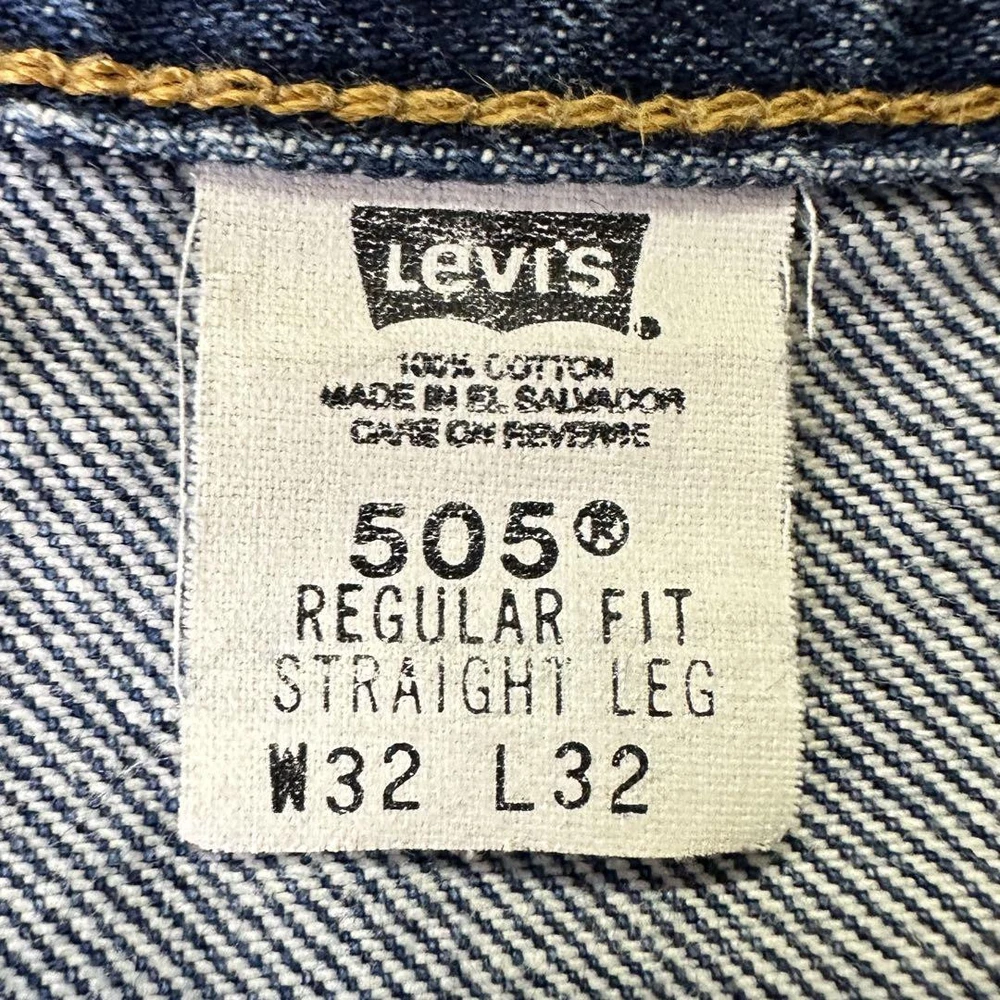 Levi's
100% COTTON
MADE IN EL SALVADOR
CARE ON REVERSE
505®
REGULAR FIT
STRAIGHT LEG
W32 L32